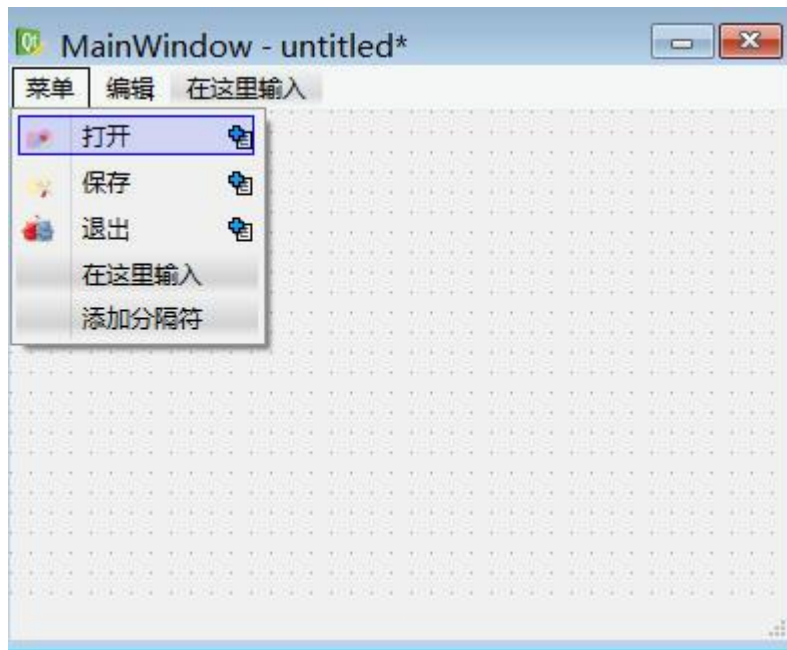 MainWindow - untitled*
菜单 编辑 在这里输入
打开
保存
退出
在这里输入
添加分隔符